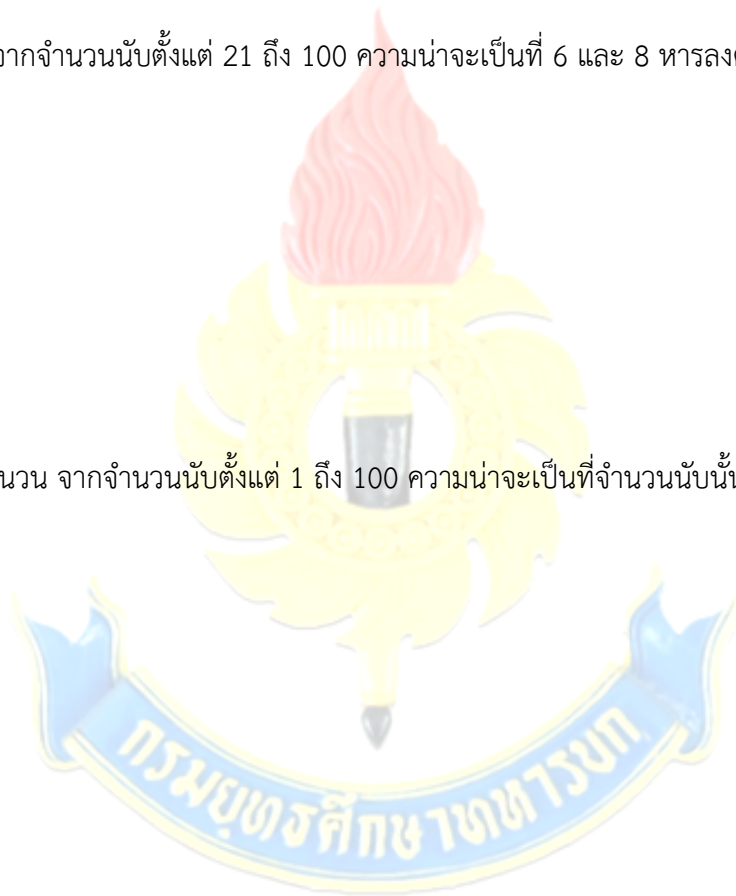 จากจำนวนนับตั้งแต่ 21 ถึง 100 ความน่าจะเป็นที่ 6 และ 8 หารลง
นวน จากจำนวนนับตั้งแต่ 1 ถึง 100 ความน่าจะเป็นที่จำนวนนับนั้น
กรมยุทธศึกษาทหารบก